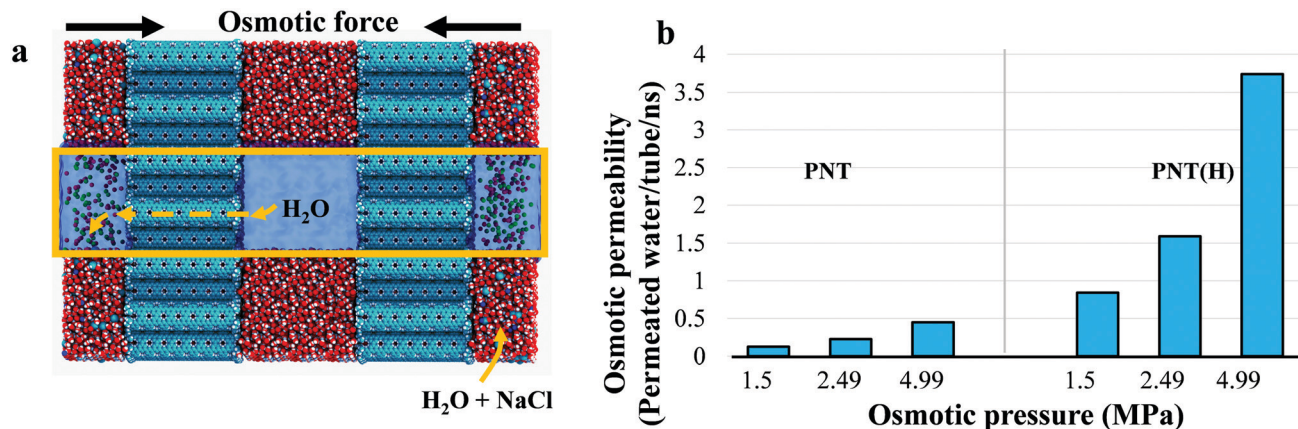 a
Osmotic force
H₂O
H₂O + NaCl
b
Osmotic permeability
(Permeated water/tube/ns)
4
3.5
3
2.5
2
1.5
1
0.5
0
PNT
PNT(H)
1.5 2.49 4.99 1.5 2.49 4.99
Osmotic pressure (MPa)